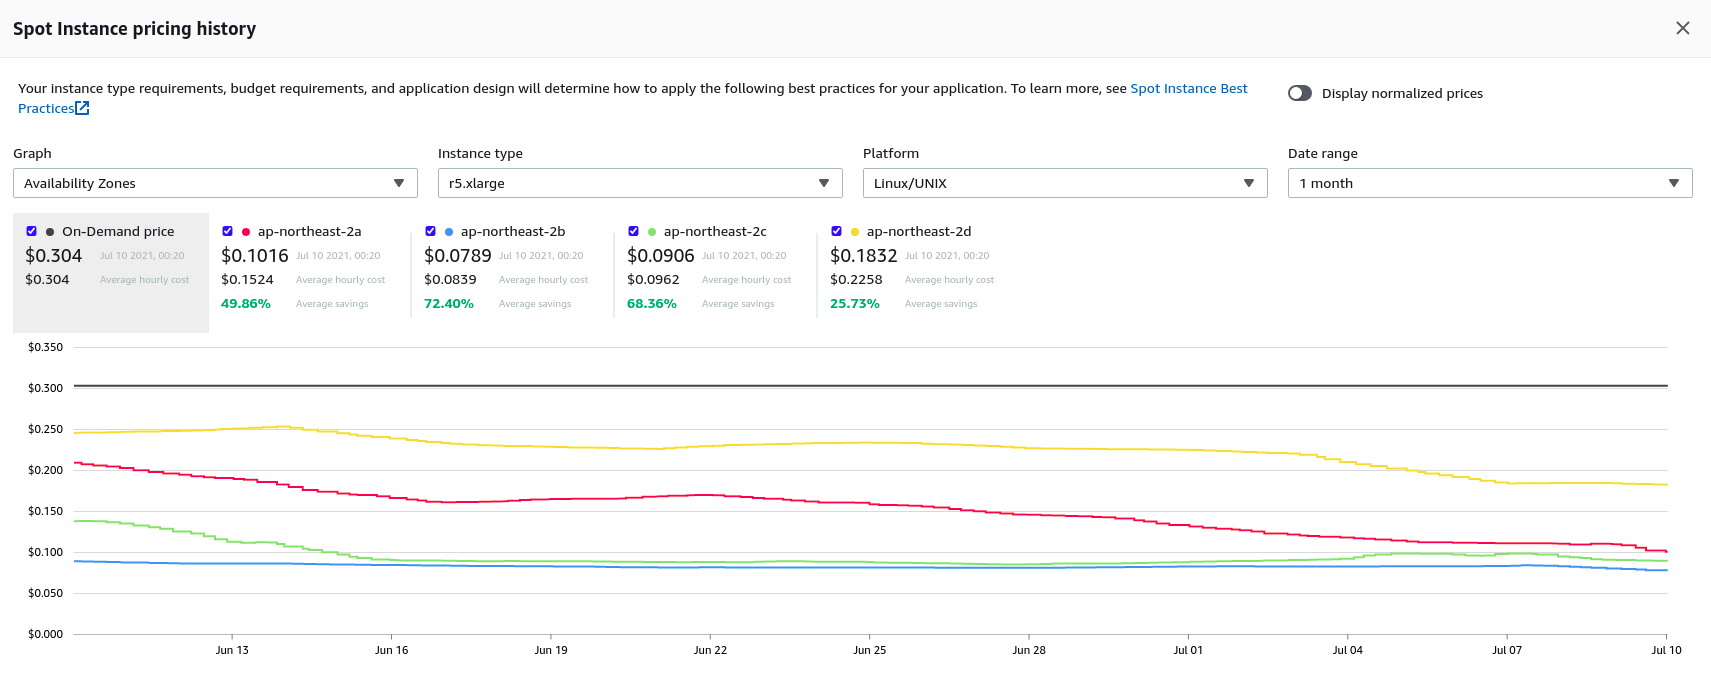 Spot Instance pricing history
Your instance type requirements, budget requirements, and application design will determine how to apply the following best practices for your application. To learn more, see Spot Instance Best
Practices
Display normalized prices
Graph
Instance type
Platform
Date range
Availability Zones
r5.xlarge
Linux/UNIX
1 month
On-Demand price
$0.304 Jul 10 2021, 00:20
$0.304 Average hourly cost
ap-northeast-2a
$0.1016 Jul 10 2021, 00:20
$0.1524 Average hourly cost
49.86% Average savings
ap-northeast-2b
$0.0789 Jul 10 2021, 00:20
$0.0839 Average hourly cost
72.40% Average savings
ap-northeast-2c
$0.0906 Jul 10 2021, 00:20
$0.0962 Average hourly cost
68.36% Average savings
ap-northeast-2d
$0.1832 Jul 10 2021, 00:20
$0.2258 Average hourly cost
25.73% Average savings
$0.350
$0.300
$0.250
$0.200
$0.150
$0.100
$0.050
$0.000
Jun 13 Jun 16 Jun 19 Jun 22 Jun 25 Jun 28 Jul 01 Jul 04 Jul 07 Jul 10